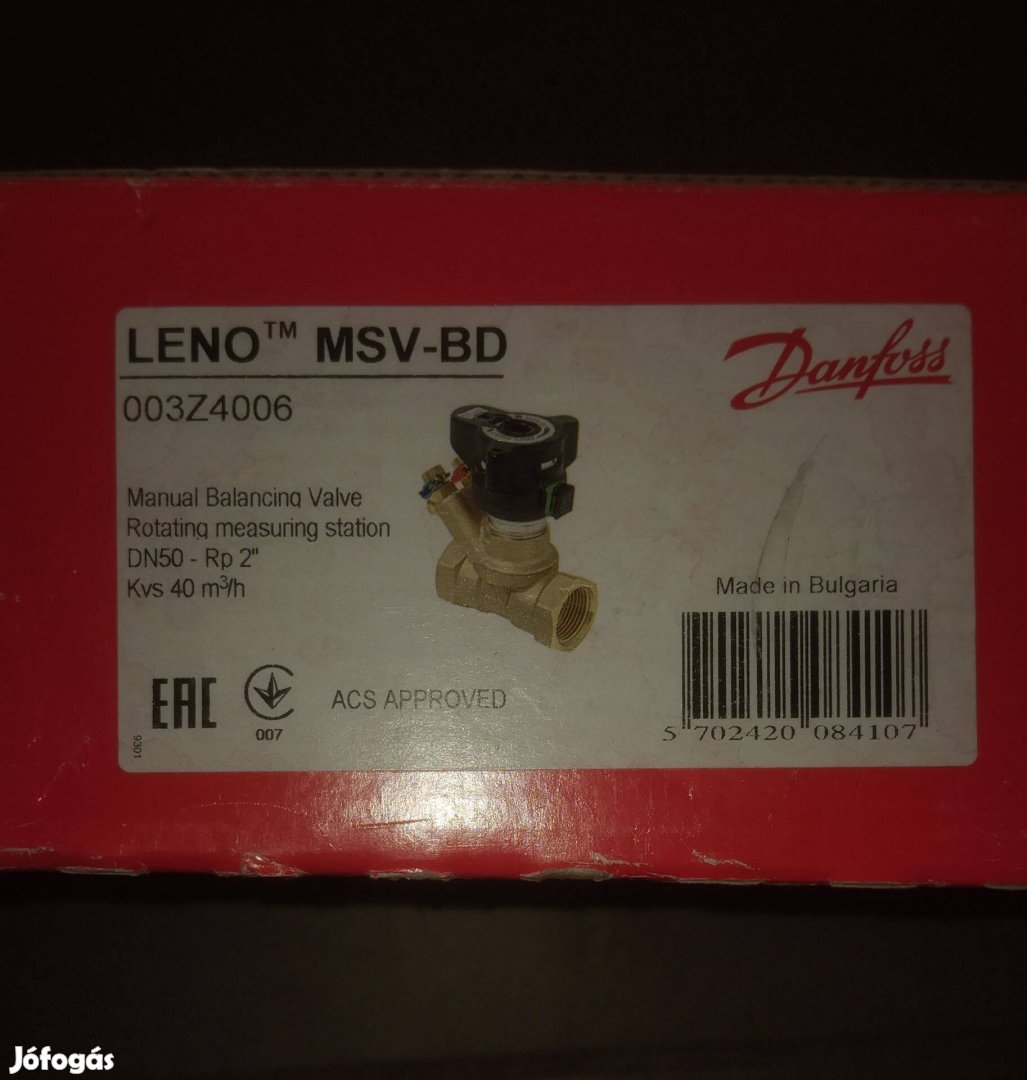 LENO™ MSV-BD
Danfoss
003Z4006
Manual Balancing Valve
Rotating measuring station
DN50 - Rp 2"
Kvs 40 m³/h
Made in Bulgaria
EAC
007
ACS APPROVED
9301
5 702420 084107
Jófogás